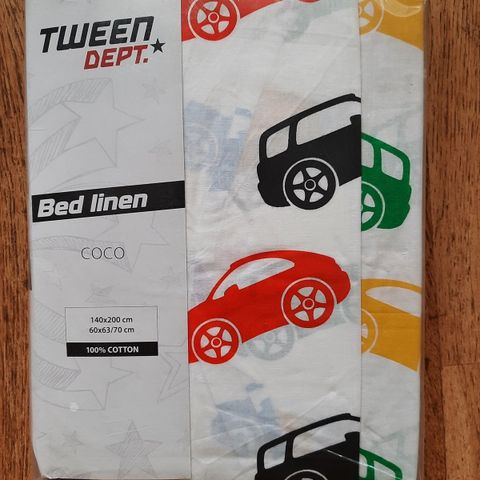 TWEEN
DEPT.
Bed linen
COCO
140x200 cm
60x63/70 cm
100% COTTON